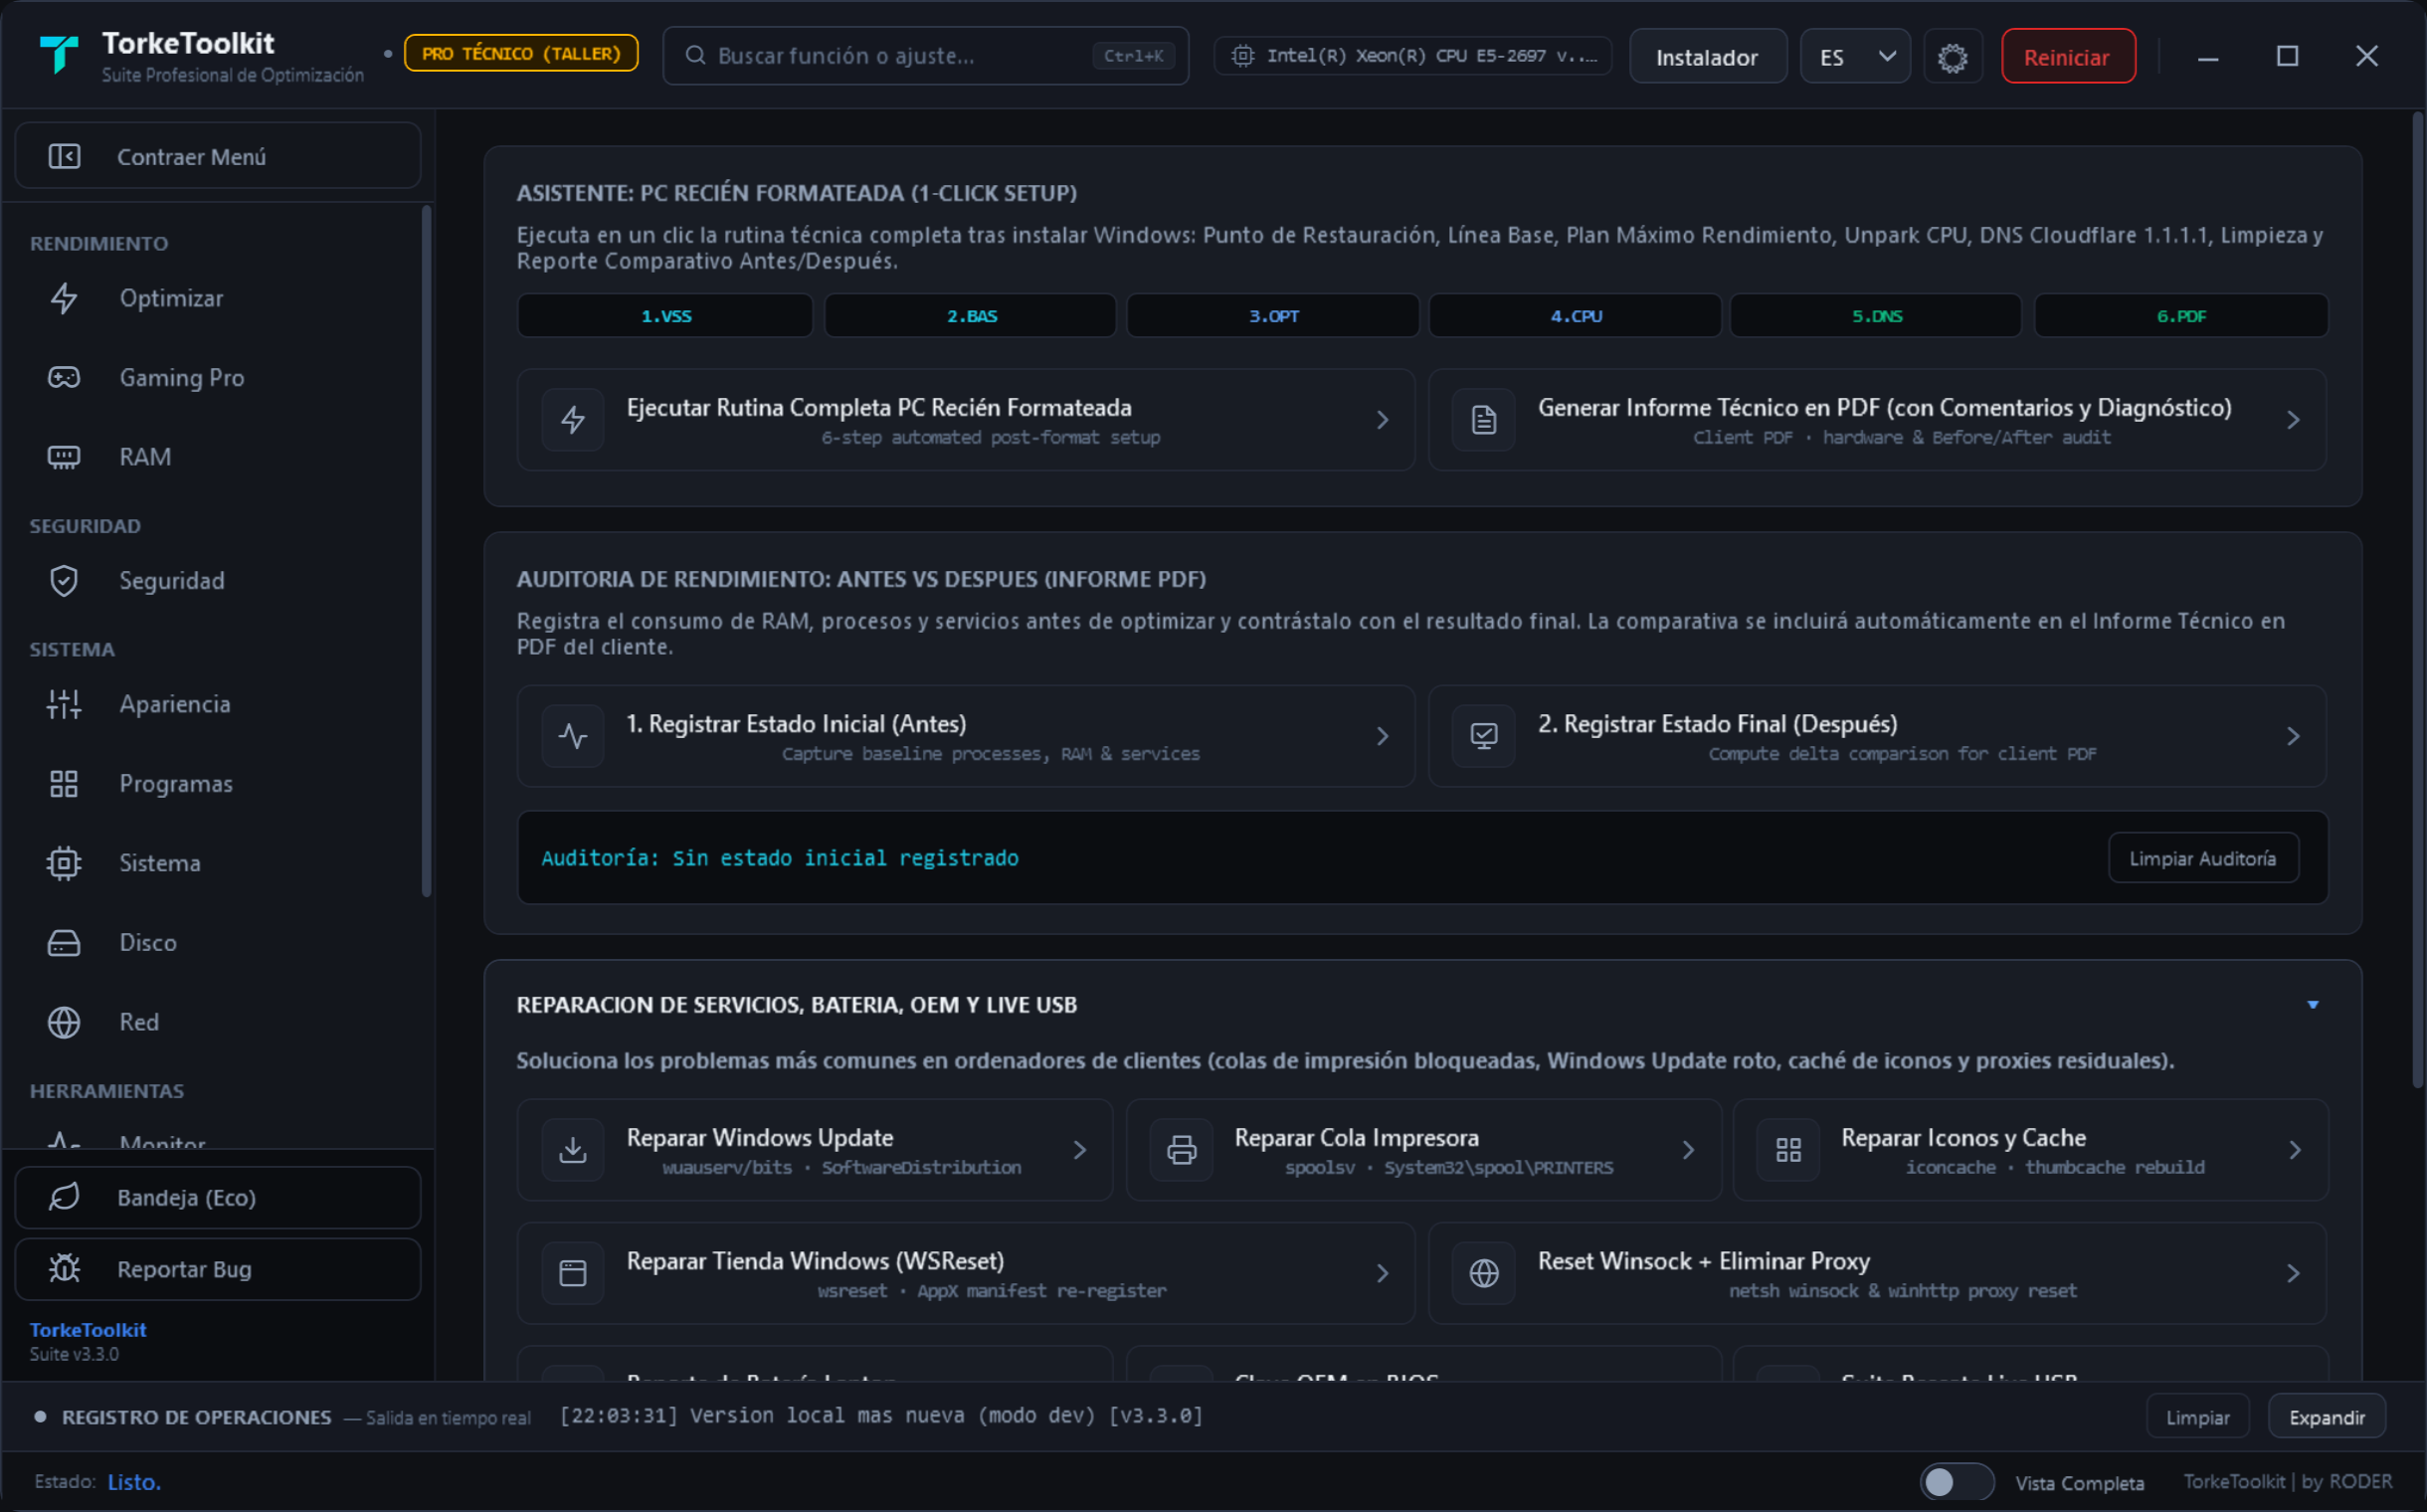 TorkeToolkit
Suite Profesional de Optimización
PRO TÉCNICO (TALLER)
Buscar función o ajuste...
Ctrl+K
Intel(R) Xeon(R) CPU E5-2697 v...
Instalador
ES
Reiniciar
Contraer Menú
RENDIMIENTO
Optimizar
Gaming Pro
RAM
SEGURIDAD
Seguridad
SISTEMA
Apariencia
Programas
Sistema
Disco
Red
HERRAMIENTAS
Monitor
Bandeja (Eco)
Reportar Bug
TorkeToolkit
Suite v3.3.0
ASISTENTE: PC RECIÉN FORMATEADA (1-CLICK SETUP)
Ejecuta en un clic la rutina técnica completa tras instalar Windows: Punto de Restauración, Línea Base, Plan Máximo Rendimiento, Unpark CPU, DNS Cloudflare 1.1.1.1, Limpieza y
Reporte Comparativo Antes/Después.
1.VSS
2.BAS
3.OPT
4.CPU
5.DNS
6.PDF
Ejecutar Rutina Completa PC Recién Formateada
6-step automated post-format setup
Generar Informe Técnico en PDF (con Comentarios y Diagnóstico)
Client PDF · hardware & Before/After audit
AUDITORIA DE RENDIMIENTO: ANTES VS DESPUES (INFORME PDF)
Registra el consumo de RAM, procesos y servicios antes de optimizar y contrástalo con el resultado final. La comparativa se incluirá automáticamente en el Informe Técnico en
PDF del cliente.
1. Registrar Estado Inicial (Antes)
Capture baseline processes, RAM & services
2. Registrar Estado Final (Después)
Compute delta comparison for client PDF
Auditoría: Sin estado inicial registrado
Limpiar Auditoría
REPARACION DE SERVICIOS, BATERIA, OEM Y LIVE USB
Soluciona los problemas más comunes en ordenadores de clientes (colas de impresión bloqueadas, Windows Update roto, caché de iconos y proxies residuales).
Reparar Windows Update
wuauserv/bits · SoftwareDistribution
Reparar Cola Impresora
spoolsv · System32\spool\PRINTERS
Reparar Iconos y Cache
iconcache · thumbcache rebuild
Reparar Tienda Windows (WSReset)
wsreset · AppX manifest re-register
Reset Winsock + Eliminar Proxy
netsh winsock & winhttp proxy reset
REGISTRO DE OPERACIONES — Salida en tiempo real
[22:03:31] Version local mas nueva (modo dev) [v3.3.0]
Limpiar
Expandir
Estado: Listo.
Vista Completa
TorkeToolkit | by RODER